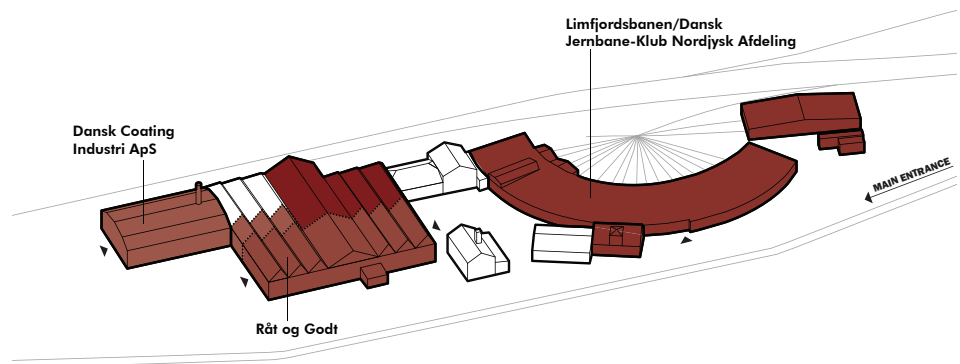 Limfjordsbanen/Dansk
Jernbane-Klub Nordjysk Afdeling
Dansk Coating
Industri ApS
MAIN ENTRANCE
Råt og Godt